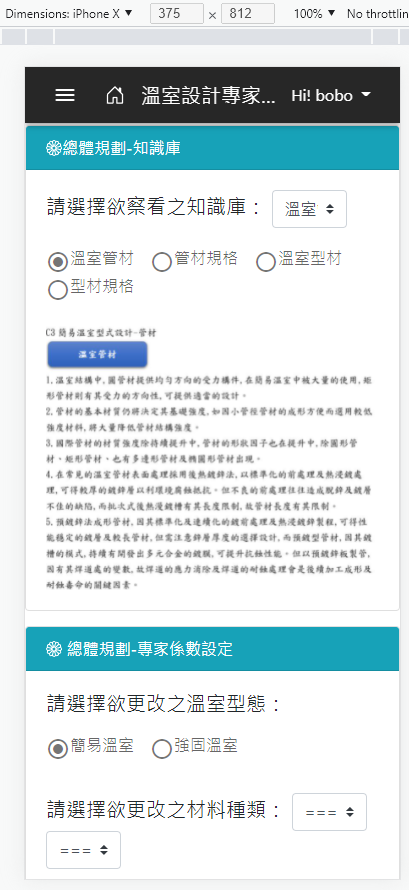 Dimensions: iPhone X ▼ 375 × 812 100% ▼ No throttlin
溫室設計專家... Hi! bobo
總體規劃-知識庫
請選擇欲察看之知識庫： 溫室
溫室管材 管材規格 溫室型材
型材規格
C3 簡易溫室型式設計-管材
溫室管材
1. 溫室結構中, 圓管材提供均勻方向的受力構件, 在簡易溫室中被大量的使用, 矩
形管材則有其受力的方向性, 可提供適當的設計。
2. 管材的基本材質仍將決定其基礎強度, 如因小管徑管材的成形方便而選用較低
強度材料, 將大量降低管材結構強度。
3. 國際管材的材質強度除持續提升中, 管材的形狀因子也在提升中, 除圓形管
材、矩形管材、也有多邊形管材及橢圓形管材出現。
4. 在常見的溫室管材表面處理採用後熱鍍鋅法, 以標準化的前處理及熱浸鍍處
理, 可得較厚的鍍鋅層以利環境腐蝕抵抗。但不良的前處理往往造成脫鋅及鍍層
不佳的缺陷, 而批次式後熱浸鍍槽有其長度限制, 故管材長度有其限制。
5. 預鍍鋅法成形管材, 因其標準化及連續化的鍍前處理及熱浸鍍鋅製程, 可得性
能穩定的鍍層及較長管材, 但需注意鋅層厚度的選擇設計, 而預鍍型管材, 因其鍍
槽的模式, 持續有開發出多元合金的鍍層, 可提升抗蝕性能。但以預鍍鋅板製管,
因有其焊道處的變數, 故焊道的應力消除及焊道的耐蝕處理會是後續加工成形及
耐蝕壽命的關鍵因素。
總體規劃-專家係數設定
請選擇欲更改之溫室型態：
簡易溫室 強固溫室
請選擇欲更改之材料種類： ===
===